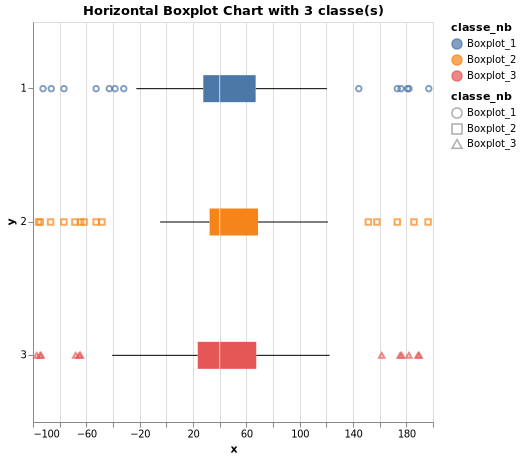 Horizontal Boxplot Chart with 3 classe(s)
classe_nb
Boxplot_1
Boxplot_2
Boxplot_3
classe_nb
Boxplot_1
Boxplot_2
Boxplot_3
y
1
2
3
−100 −60 −20 20 60 100 140 180
x